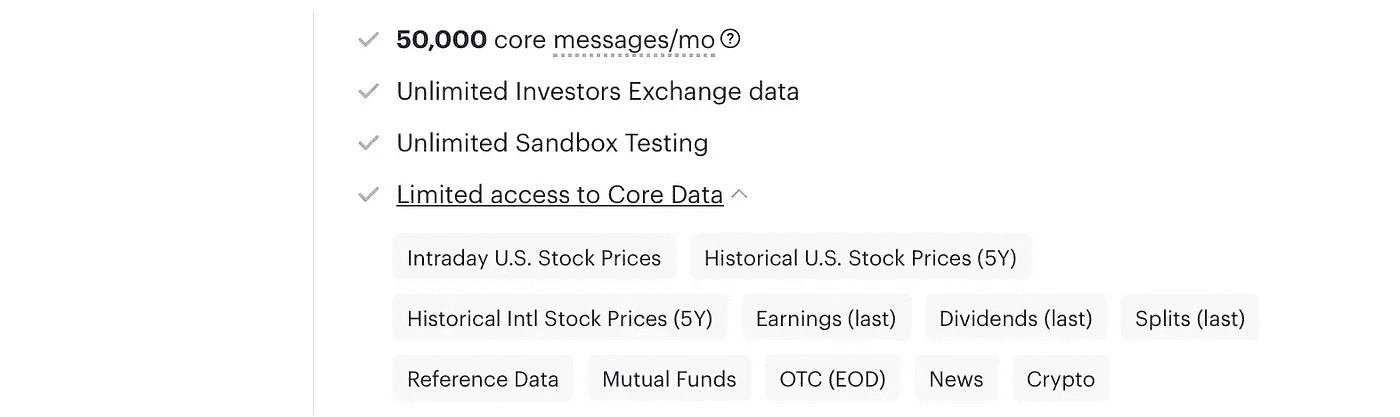 50,000 core messages/mo ?
Unlimited Investors Exchange data
Unlimited Sandbox Testing
Limited access to Core Data
Intraday U.S. Stock Prices Historical U.S. Stock Prices (5Y)
Historical Intl Stock Prices (5Y) Earnings (last) Dividends (last) Splits (last)
Reference Data Mutual Funds OTC (EOD) News Crypto